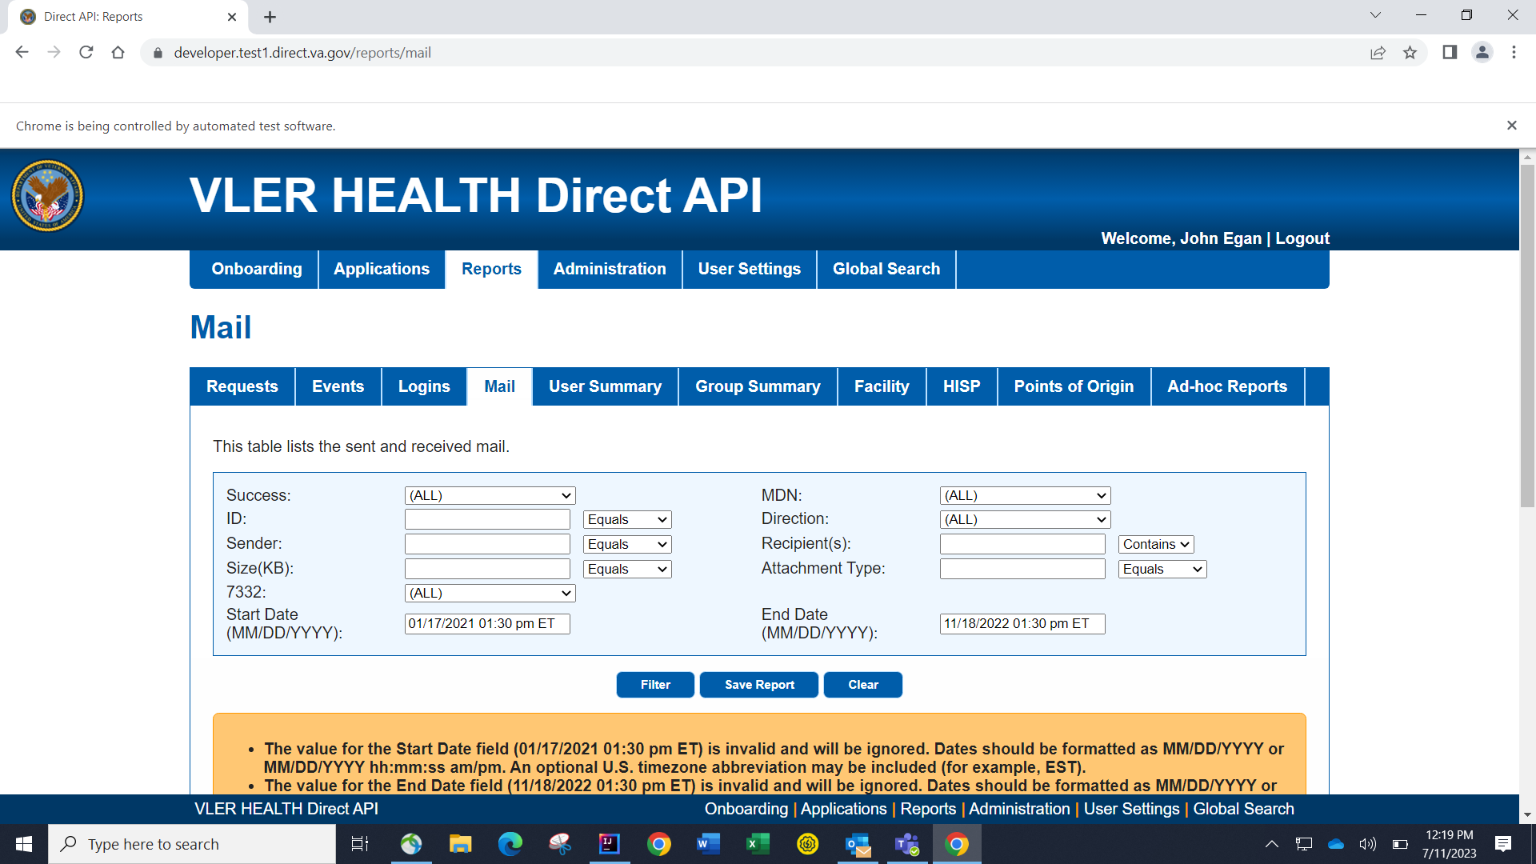 Direct API: Reports
developer.test1.direct.va.gov/reports/mail
Chrome is being controlled by automated test software.
VLER HEALTH Direct API
Welcome, John Egan | Logout
Onboarding Applications Reports Administration User Settings Global Search
Mail
Requests Events Logins Mail User Summary Group Summary Facility HISP Points of Origin Ad-hoc Reports
This table lists the sent and received mail.
Success: (ALL) MDN: (ALL)
ID: Equals Direction: (ALL)
Sender: Equals Recipient(s): Contains
Size(KB): Equals Attachment Type: Equals
7332: (ALL)
Start Date (MM/DD/YYYY): 01/17/2021 01:30 pm ET End Date (MM/DD/YYYY): 11/18/2022 01:30 pm ET
Filter Save Report Clear
• The value for the Start Date field (01/17/2021 01:30 pm ET) is invalid and will be ignored. Dates should be formatted as MM/DD/YYYY or
MM/DD/YYYY hh:mm:ss am/pm. An optional U.S. timezone abbreviation may be included (for example, EST).
• The value for the End Date field (11/18/2022 01:30 pm ET) is invalid and will be ignored. Dates should be formatted as MM/DD/YYYY or
VLER HEALTH Direct API Onboarding | Applications | Reports | Administration | User Settings | Global Search
Type here to search
12:19 PM
7/11/2023